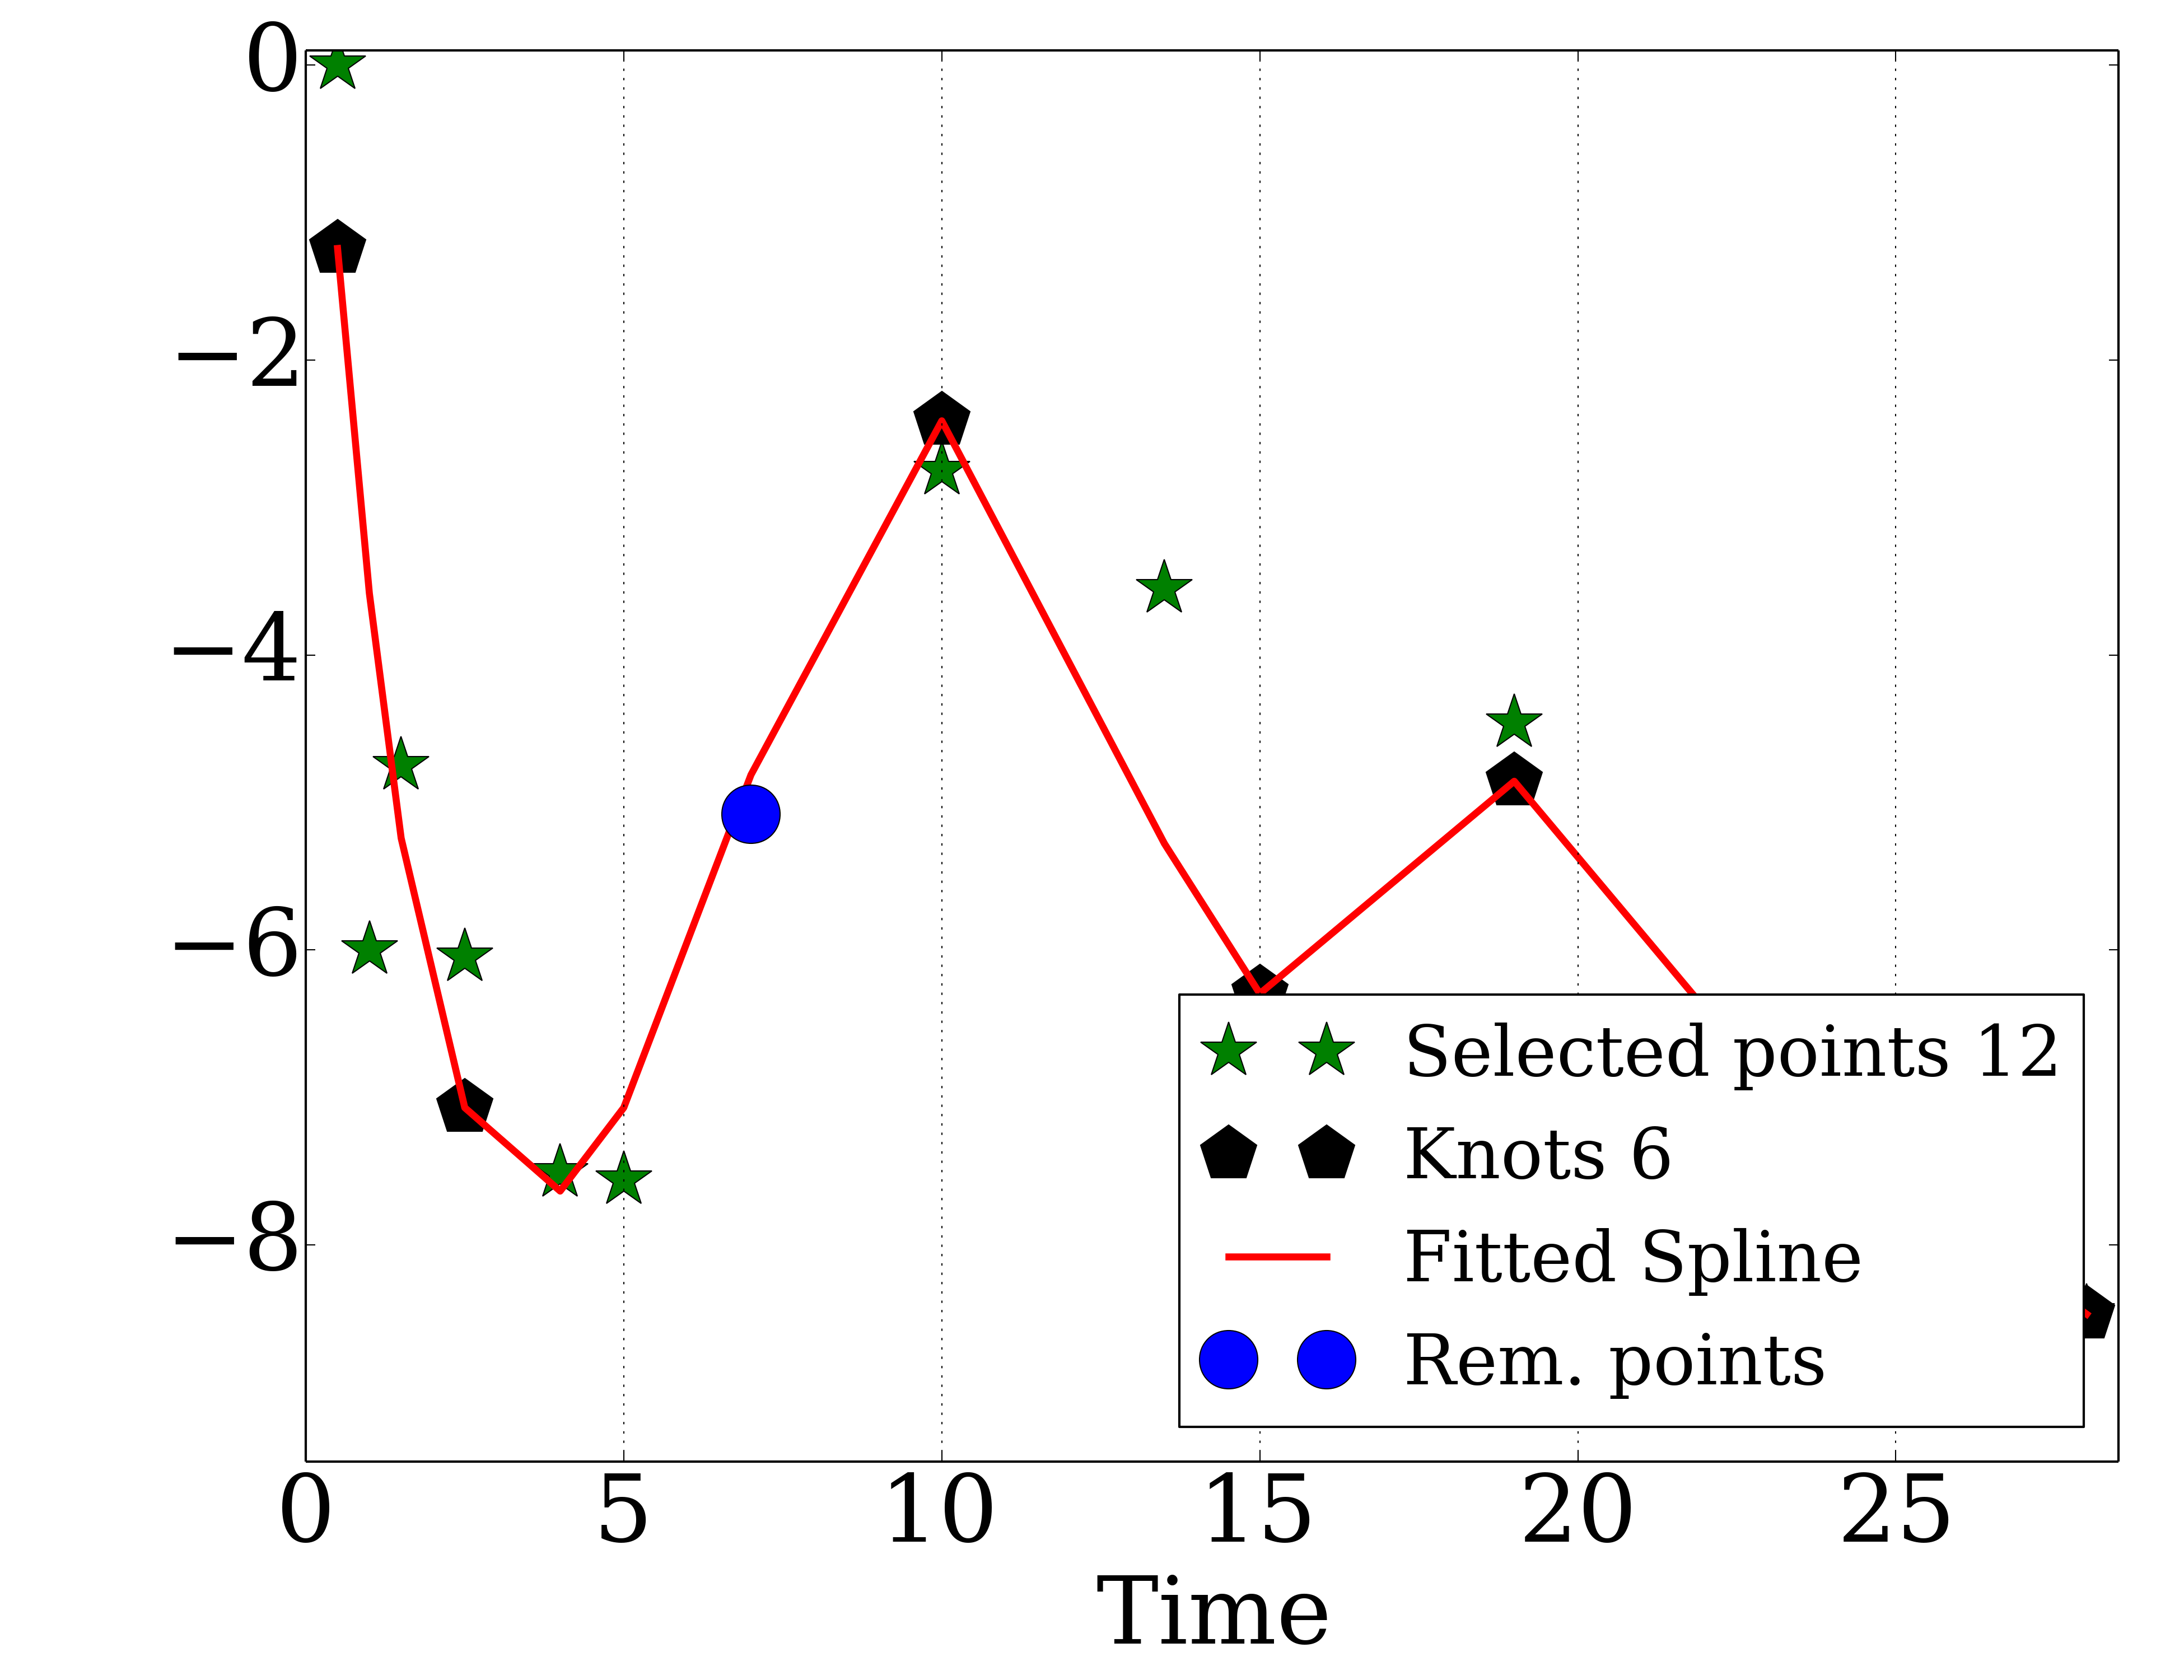 0
−2
−4
−6
−8
Selected points 12
Knots 6
Fitted Spline
Rem. points
0 5 10 15 20 25
Time